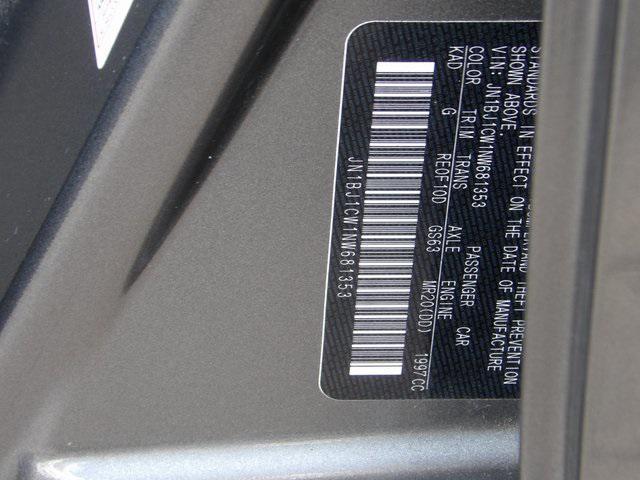 STANDARDS IN EFFECT ON THE DATE OF MANUFACTURE
SHOWN ABOVE.
VIN: JN1BJ1CW1NW681353 PASSENGER CAR
COLOR TRIM TRANS AXLE ENGINE
KAD G RE0F10D GS63 MR20(DD) 1997CC
JN1BJ1CW1NW681353